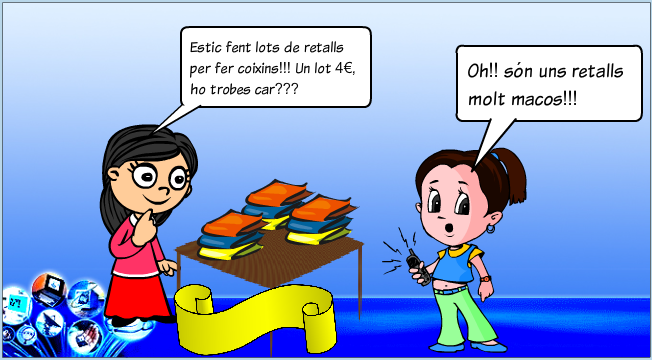 Estic fent lots de retalls
per fer coixins!!! Un lot 4€,
ho trobes car???
Oh!! són uns retalls
molt macos!!!